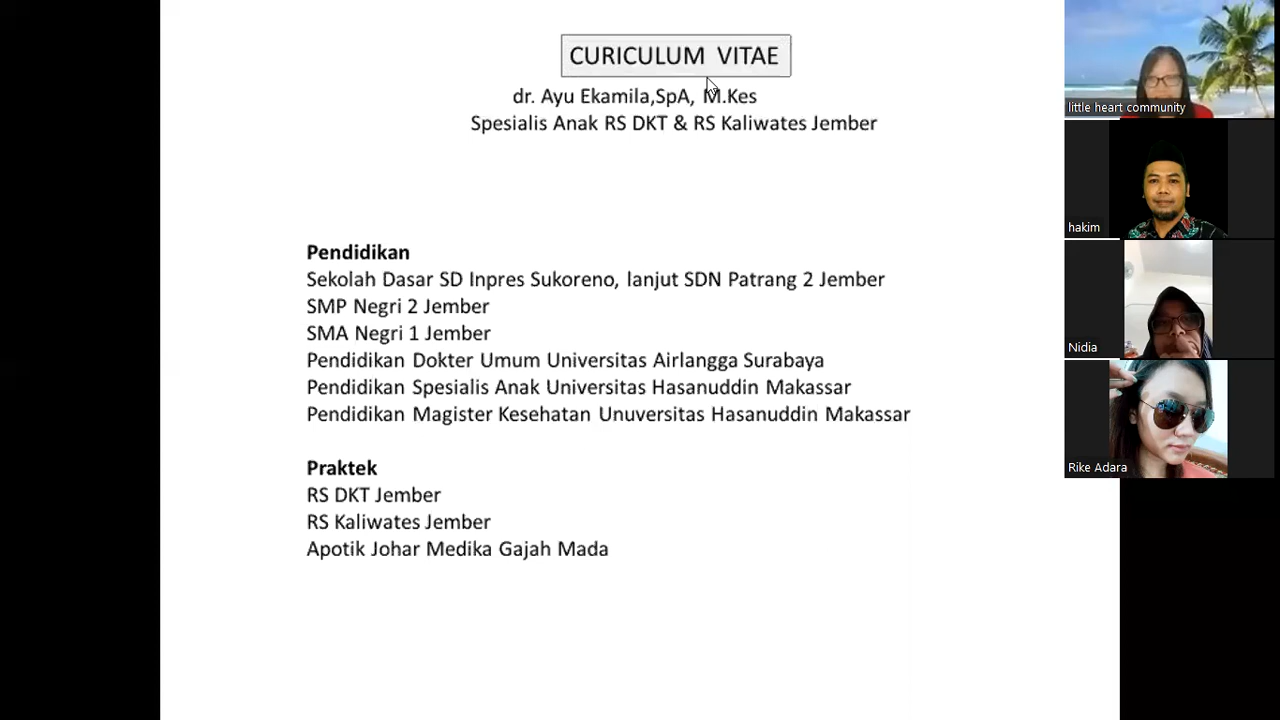 CURICULUM VITAE
dr. Ayu Ekamila,SpA, M.Kes
Spesialis Anak RS DKT & RS Kaliwates Jember
Pendidikan
Sekolah Dasar SD Inpres Sukoreno, lanjut SDN Patrang 2 Jember
SMP Negri 2 Jember
SMA Negri 1 Jember
Pendidikan Dokter Umum Universitas Airlangga Surabaya
Pendidikan Spesialis Anak Universitas Hasanuddin Makassar
Pendidikan Magister Kesehatan Unuversitas Hasanuddin Makassar
Praktek
RS DKT Jember
RS Kaliwates Jember
Apotik Johar Medika Gajah Mada
little heart community
hakim
Nidia
Rike Adara